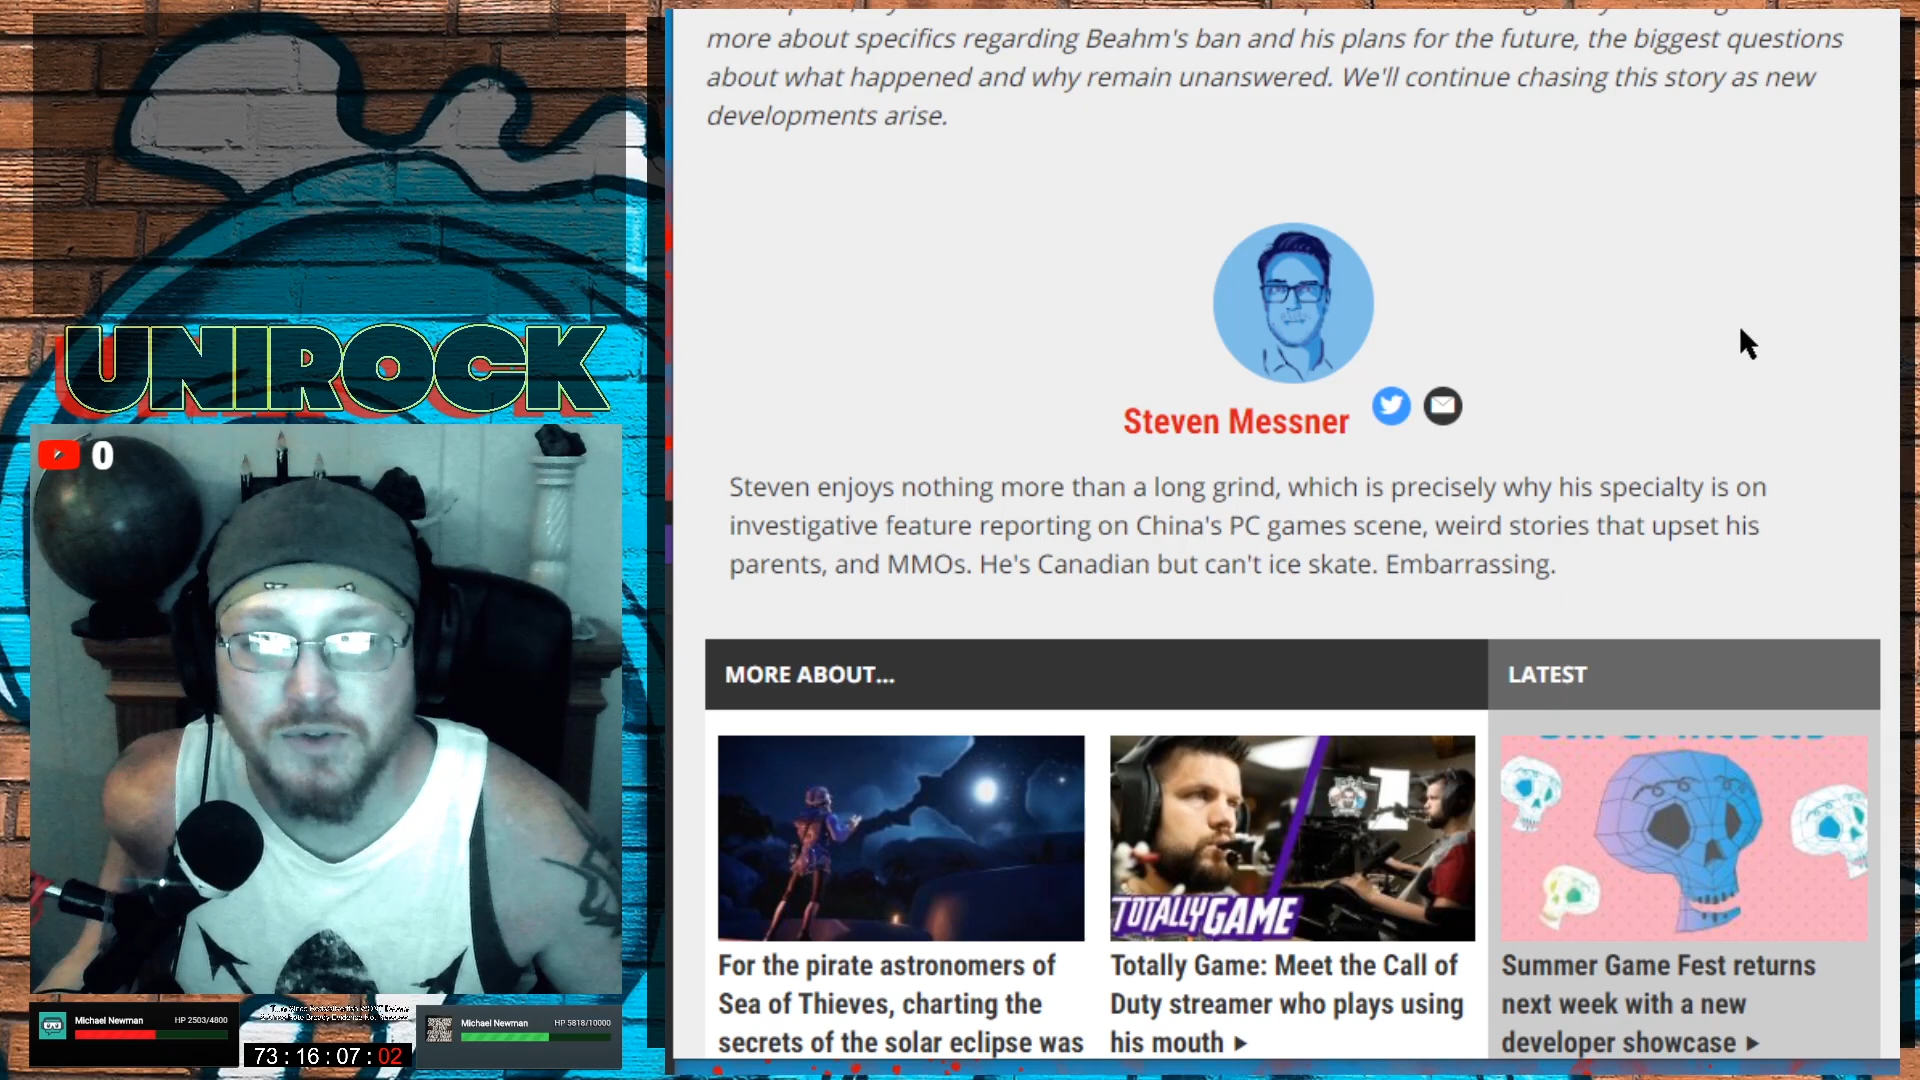 more about specifics regarding Beahm's ban and his plans for the future, the biggest questions
about what happened and why remain unanswered. We'll continue chasing this story as new
developments arise.
UNIROCK
0
Steven Messner
Steven enjoys nothing more than a long grind, which is precisely why his specialty is on
investigative feature reporting on China's PC games scene, weird stories that upset his
parents, and MMOs. He's Canadian but can't ice skate. Embarrassing.
MORE ABOUT...
LATEST
TOTALLY GAME
For the pirate astronomers of
Sea of Thieves, charting the
secrets of the solar eclipse was
Totally Game: Meet the Call of
Duty streamer who plays using
his mouth ▸
Summer Game Fest returns
next week with a new
developer showcase ▸
Michael Newman HP 2503/4800
73:16:07:02
Michael Newman HP 5818/10000